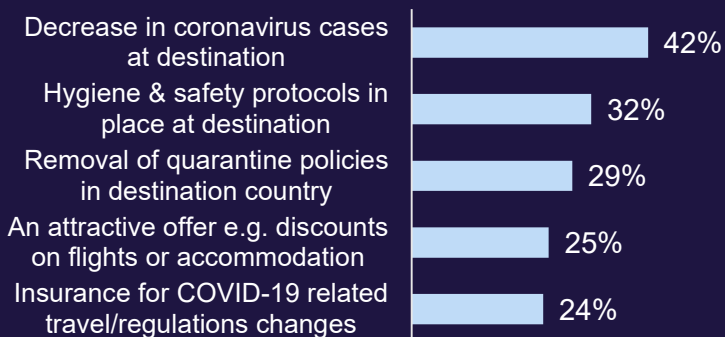 Decrease in coronavirus cases
at destination
42%
Hygiene & safety protocols in
place at destination
32%
Removal of quarantine policies
in destination country
29%
An attractive offer e.g. discounts
on flights or accommodation
25%
Insurance for COVID-19 related
travel/regulations changes
24%